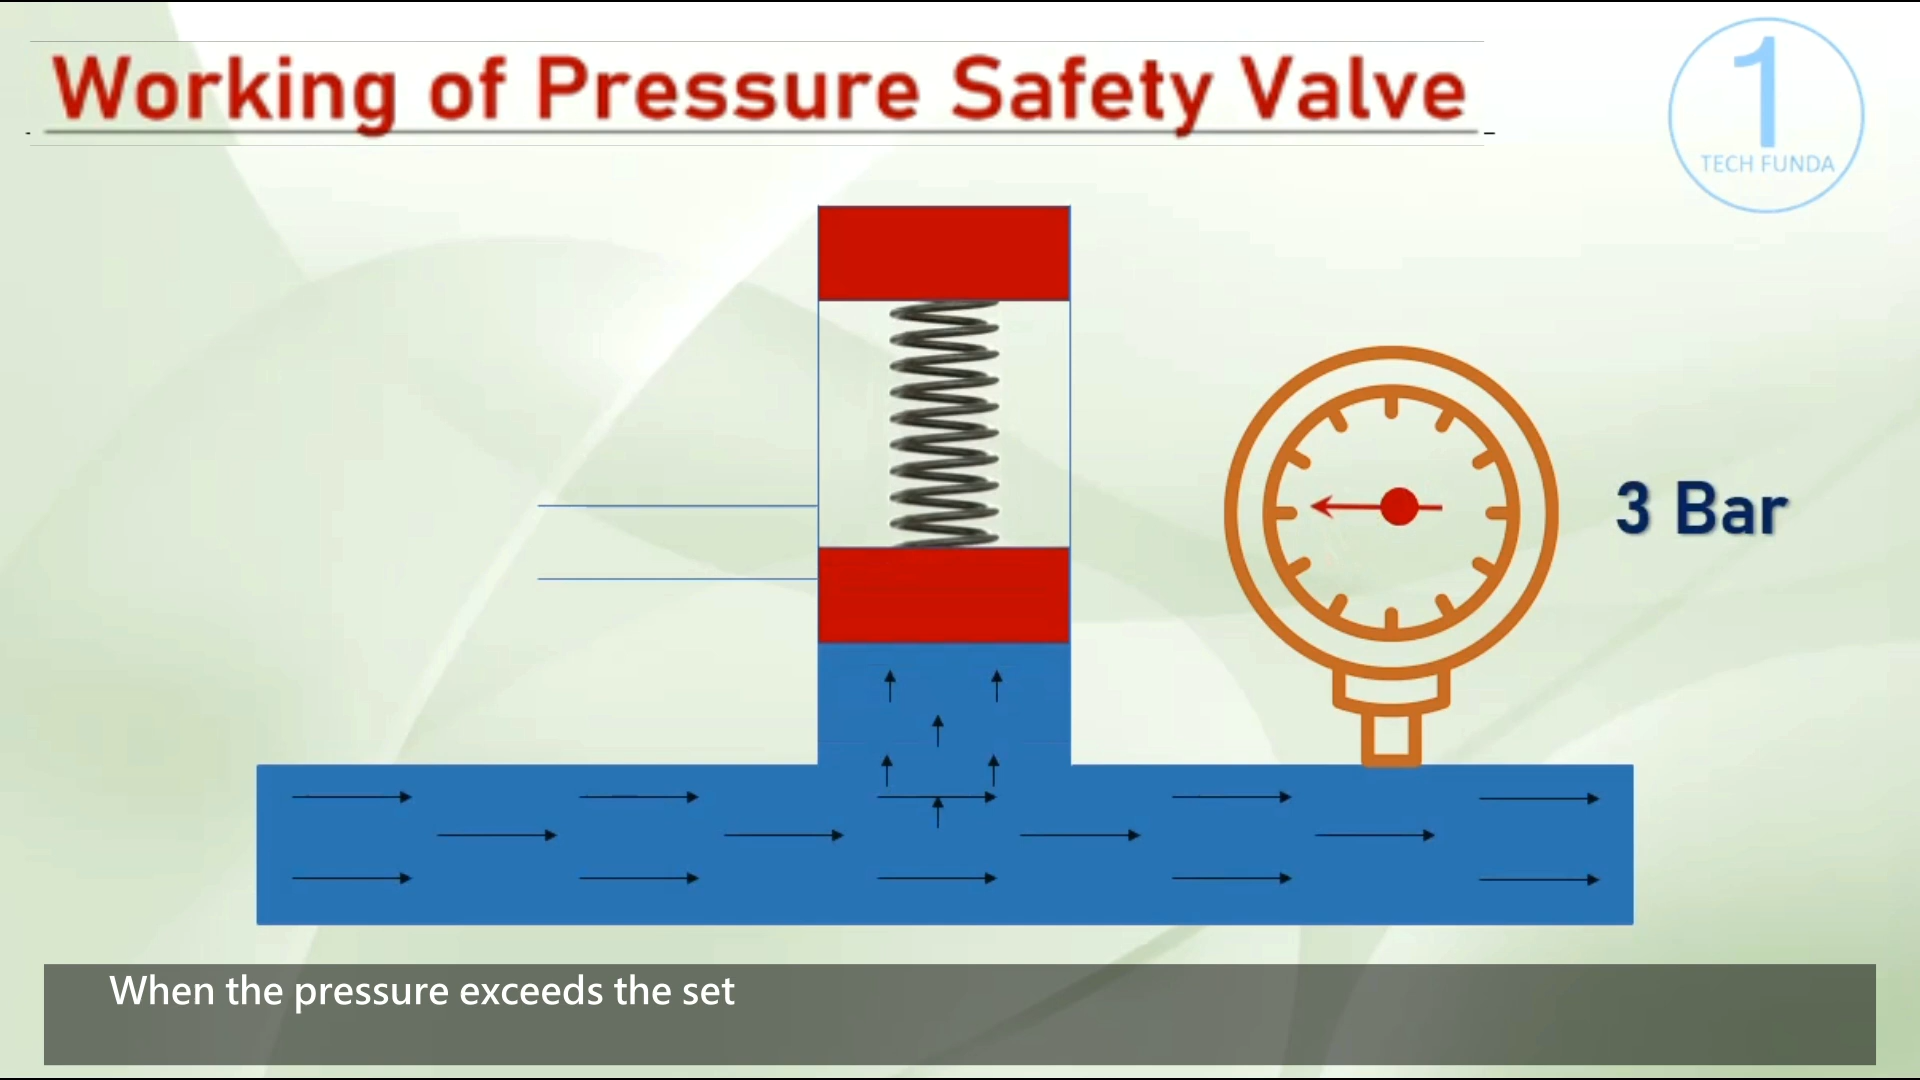 Working of Pressure Safety Valve
1
TECH FUNDA
3 Bar
When the pressure exceeds the set